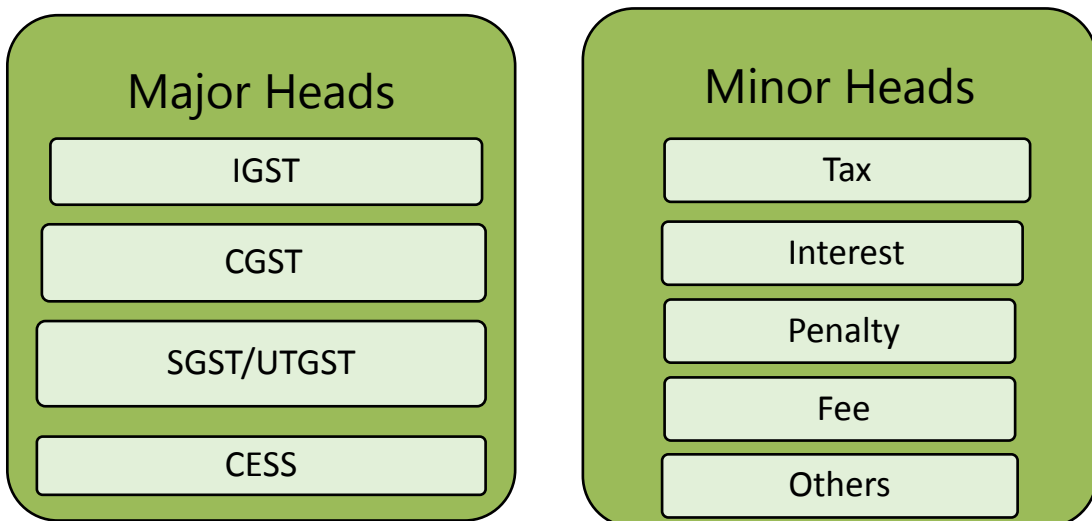 Major Heads
IGST
CGST
SGST/UTGST
CESS
Minor Heads
Tax
Interest
Penalty
Fee
Others